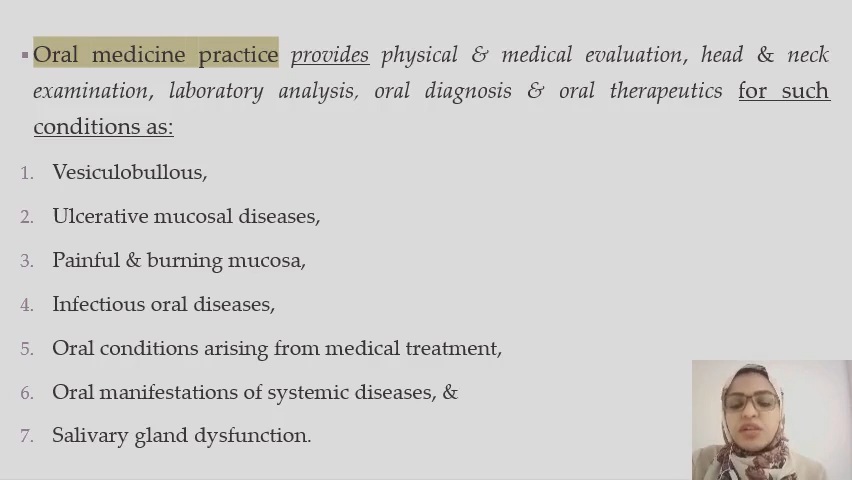 Oral medicine practice provides physical & medical evaluation, head & neck
examination, laboratory analysis, oral diagnosis & oral therapeutics for such
conditions as:
1. Vesiculobullous,
2. Ulcerative mucosal diseases,
3. Painful & burning mucosa,
4. Infectious oral diseases,
5. Oral conditions arising from medical treatment,
6. Oral manifestations of systemic diseases, &
7. Salivary gland dysfunction.